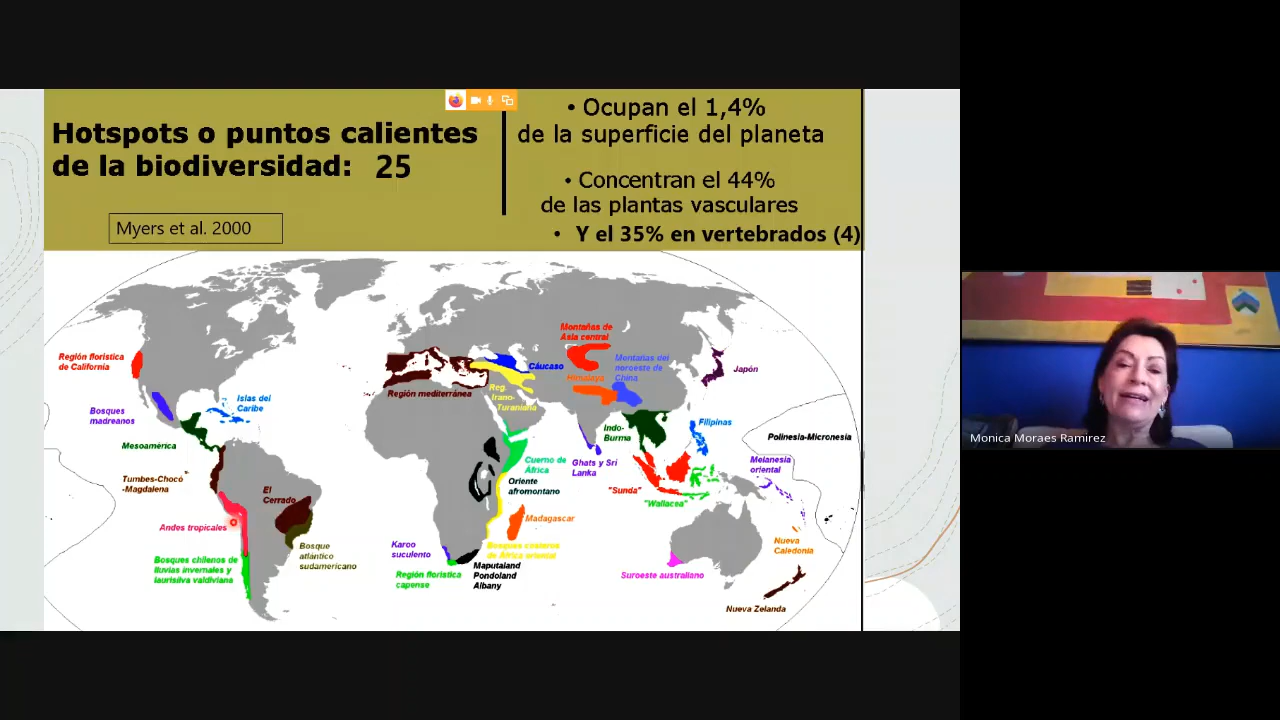 Hotspots o puntos calientes
de la biodiversidad: 25
Myers et al. 2000
• Ocupan el 1,4%
de la superficie del planeta
• Concentran el 44%
de las plantas vasculares
• Y el 35% en vertebrados (4)
Región florística
de California
Bosques
madreanos
Islas del
Caribe
Mesoamérica
Tumbes-Chocó
-Magdalena
El
Cerrado
Andes tropicales
Bosques chilenos de
lluvias invernales y
laurisilva valdiviana
Bosque
atlántico
sudamericano
Región mediterránea
Cáucaso
Reg.
Irano-
Turaniana
Montañas de
Asia central
Himalaya
Montañas del
noroeste de
China
Japón
Indo-
Burma
Ghats y Sri
Lanka
Filipinas
Polinesia-Micronesia
Melanesia
oriental
"Sunda"
"Wallacea"
Cuerno de
África
Oriente
afromontano
Madagascar
Bosques costeros
de África oriental
Karoo
suculento
Región florística
capense
Maputaland
Pondoland
Albany
Suroeste australiano
Nueva
Caledonia
Nueva Zelanda
Monica Moraes Ramirez